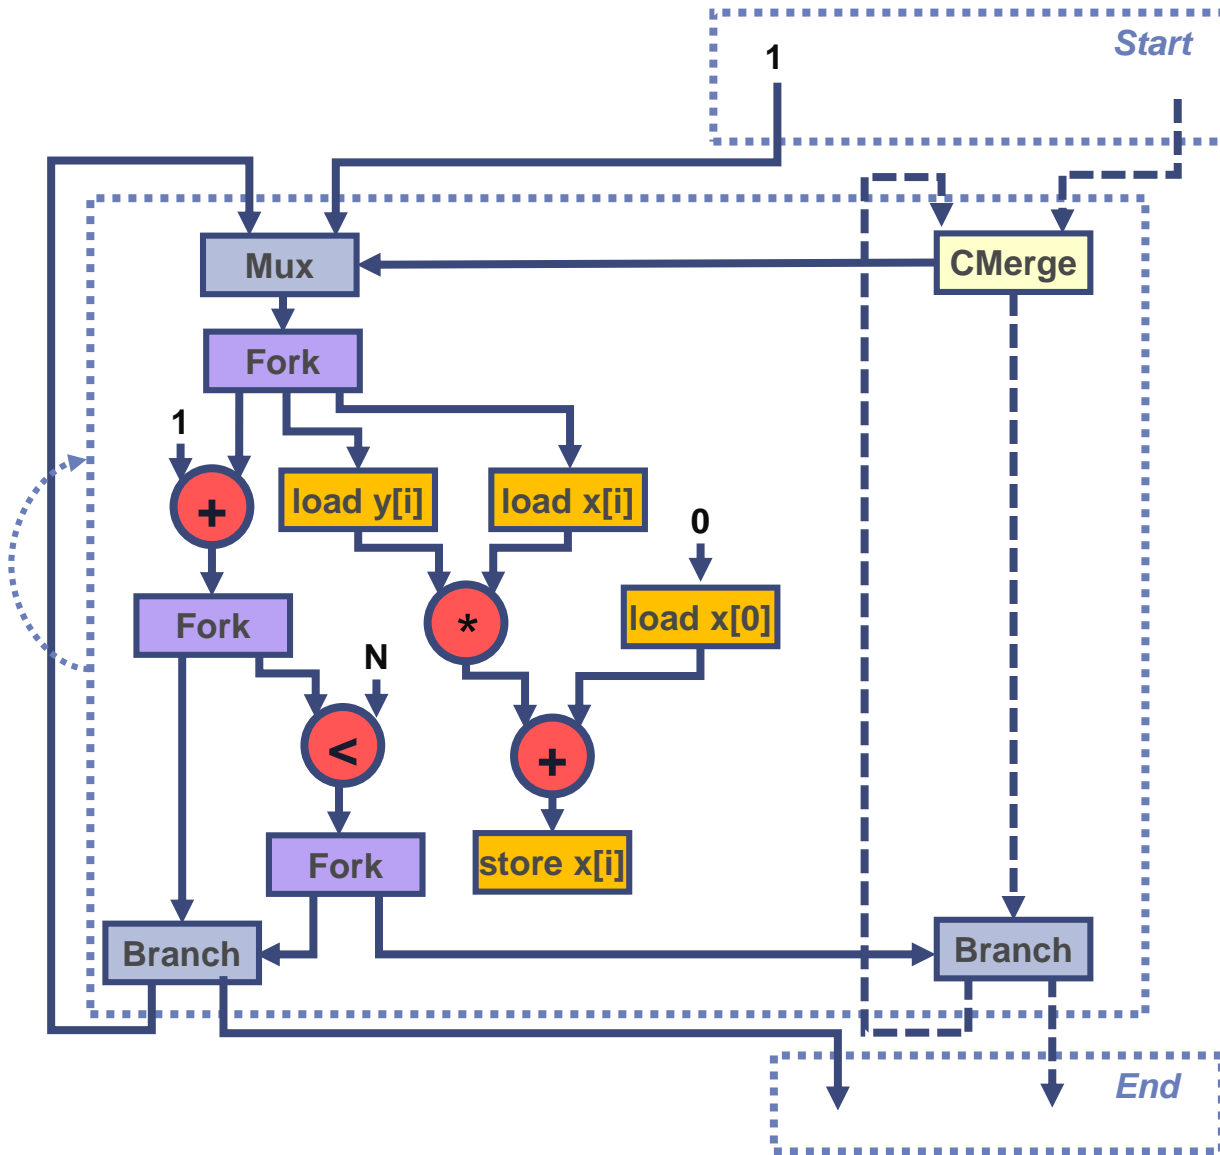 Start
1
Mux
CMerge
Fork
1
+
load y[i]
load x[i]
0
Fork
*
load x[0]
N
<
+
Fork
store x[i]
Branch
Branch
End